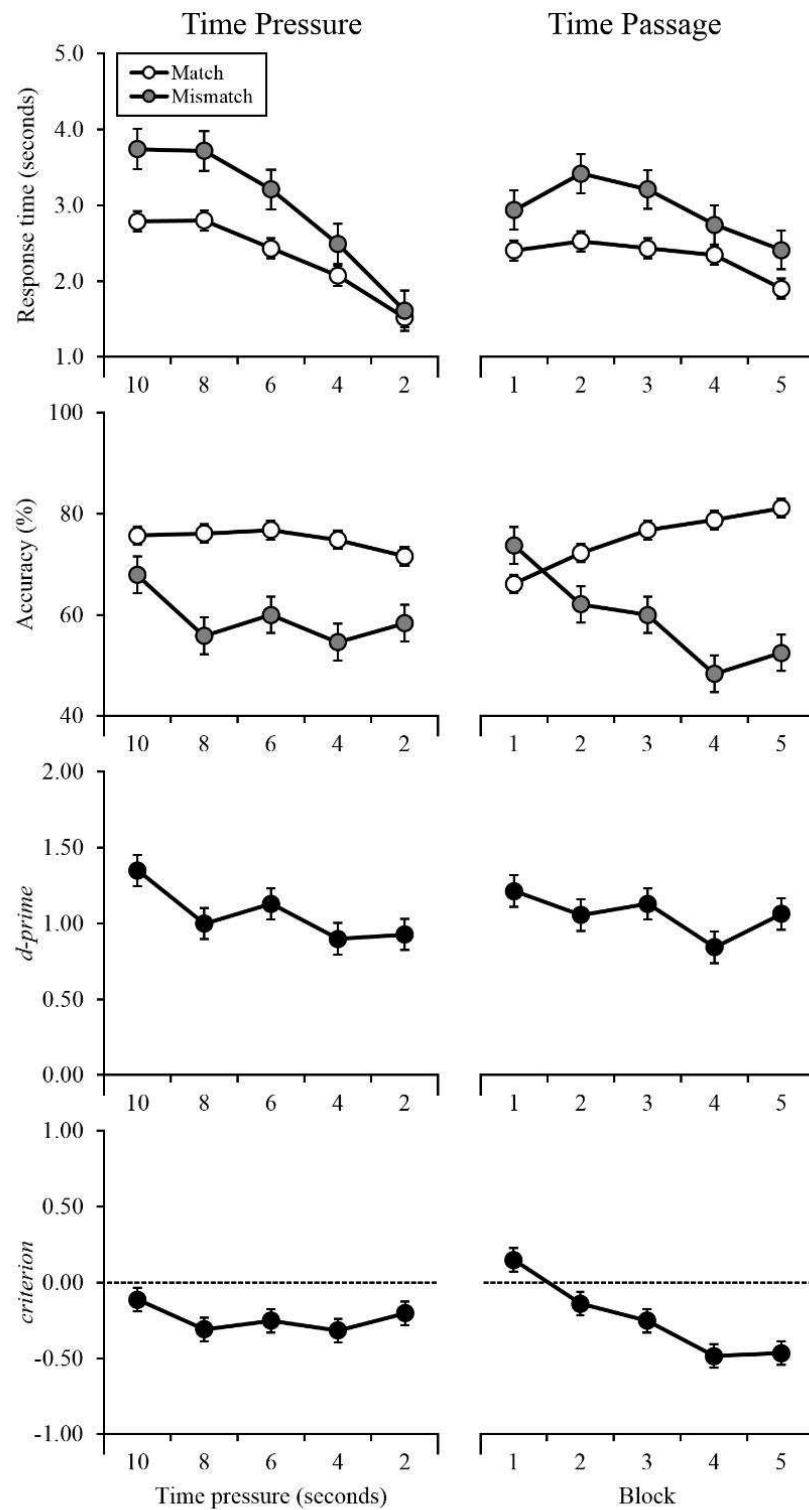 Time Pressure
Time Passage
Response time (seconds)
5.0
4.0
3.0
2.0
1.0
Match
Mismatch
10 8 6 4 2
1 2 3 4 5
Accuracy (%)
100
80
60
40
10 8 6 4 2
1 2 3 4 5
d-prime
2.00
1.50
1.00
0.50
0.00
10 8 6 4 2
1 2 3 4 5
criterion
1.00
0.50
0.00
-0.50
-1.00
10 8 6 4 2
1 2 3 4 5
Time pressure (seconds)
Block